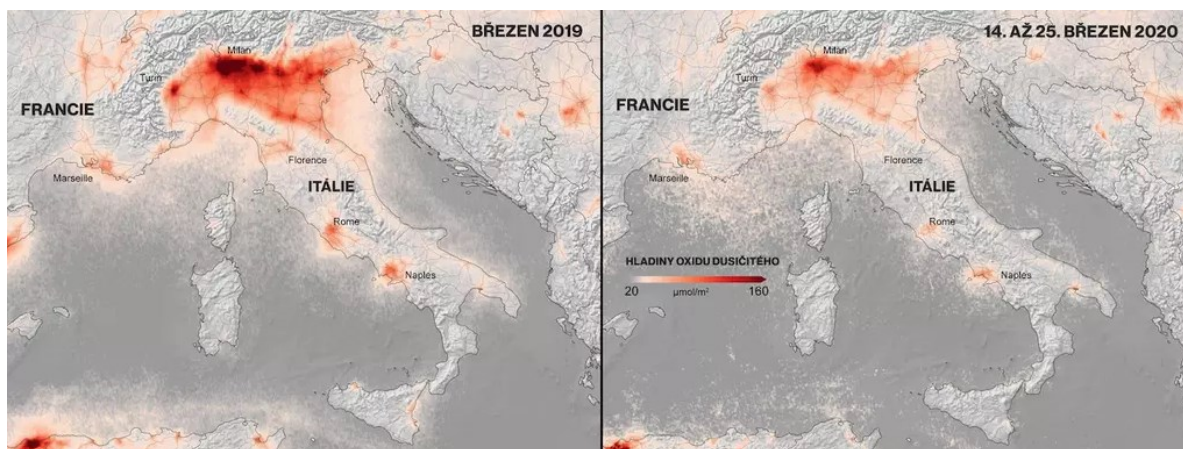 BŘEZEN 2019
Milan
Turin
FRANCIE
Marseille
Florence
ITÁLIE
Rome
Naples
14. AŽ 25. BŘEZEN 2020
Milan
Turin
FRANCIE
Marseille
Florence
ITÁLIE
Rome
HLADINY OXIDU DUSIČITÉHO
20 µmol/m² 160
Naples